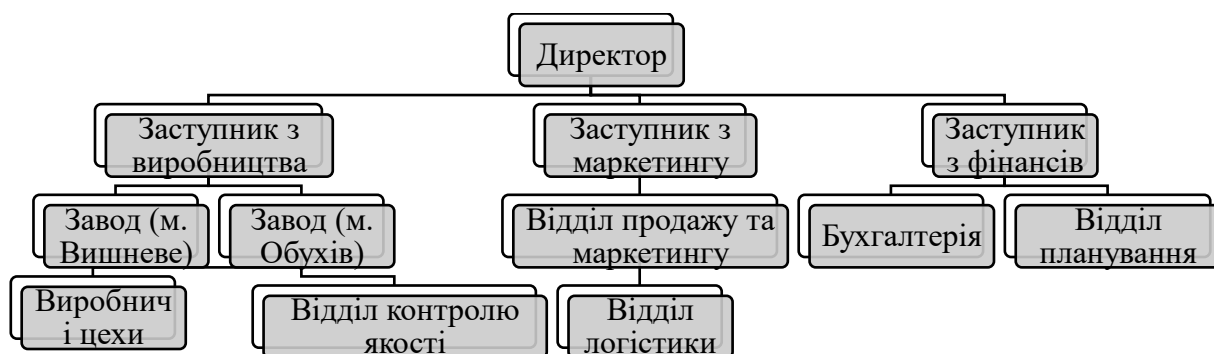 Директор
Заступник з
виробництва
Заступник з
маркетингу
Заступник
з фінансів
Завод (м.
Вишневе)
Завод (м.
Обухів)
Відділ продажу та
маркетингу
Бухгалтерія
Відділ
планування
Виробнич
і цехи
Відділ контролю
якості
Відділ
логістики